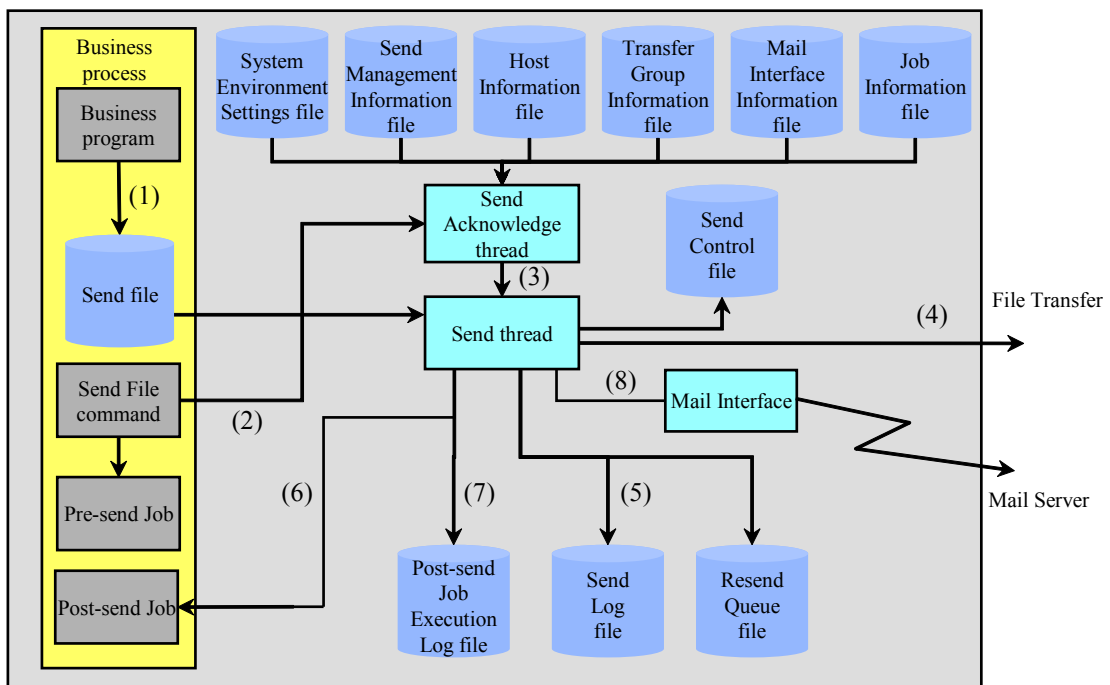 Business
process
Business
program
(1)
Send file
Send File
command
(2)
Pre-send Job
Post-send Job
System
Environment
Settings file
Send
Management
Information
file
Host
Information
file
Transfer
Group
Information
file
Mail
Interface
Information
file
Job
Information
file
Send
Acknowledge
thread
(3)
Send thread
Send
Control
file
(4)
File Transfer
(8)
Mail Interface
Mail Server
(6)
(7)
(5)
Post-send
Job
Execution
Log file
Send
Log
file
Resend
Queue
file